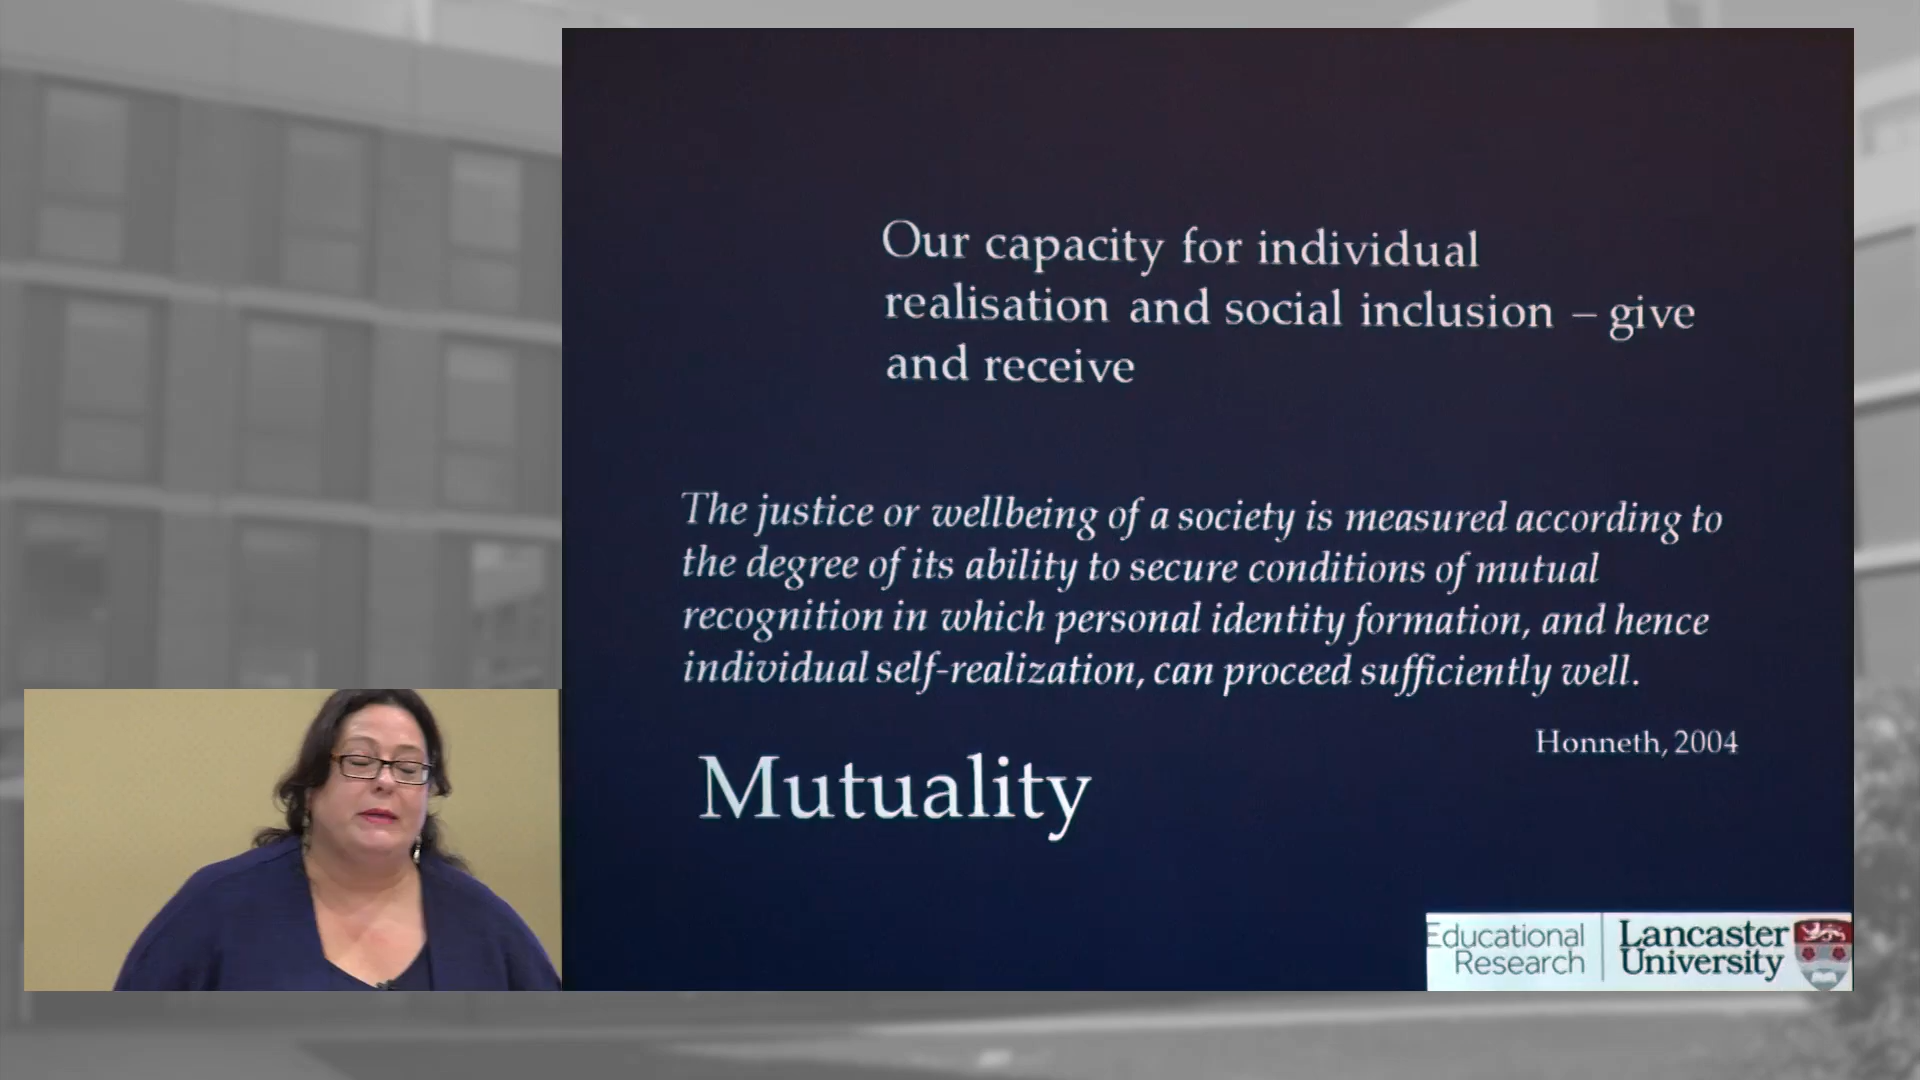 Our capacity for individual
realisation and social inclusion – give
and receive
The justice or wellbeing of a society is measured according to
the degree of its ability to secure conditions of mutual
recognition in which personal identity formation, and hence
individual self-realization, can proceed sufficiently well.
Honneth, 2004
Mutuality
Educational
Research
Lancaster
University